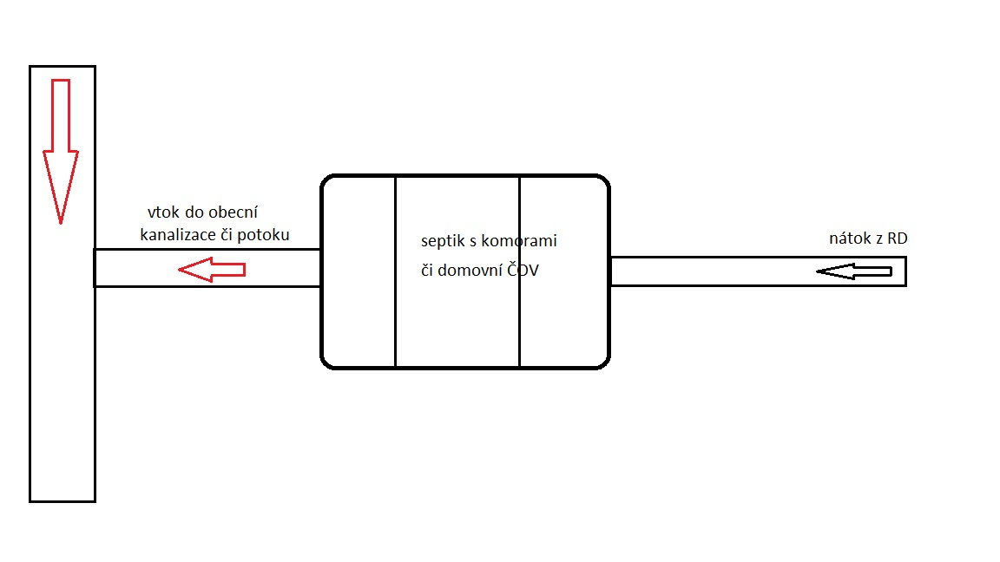 vtok do obecní
kanalizace či potoku
septik s komorami
či domovní ČOV
nátok z RD